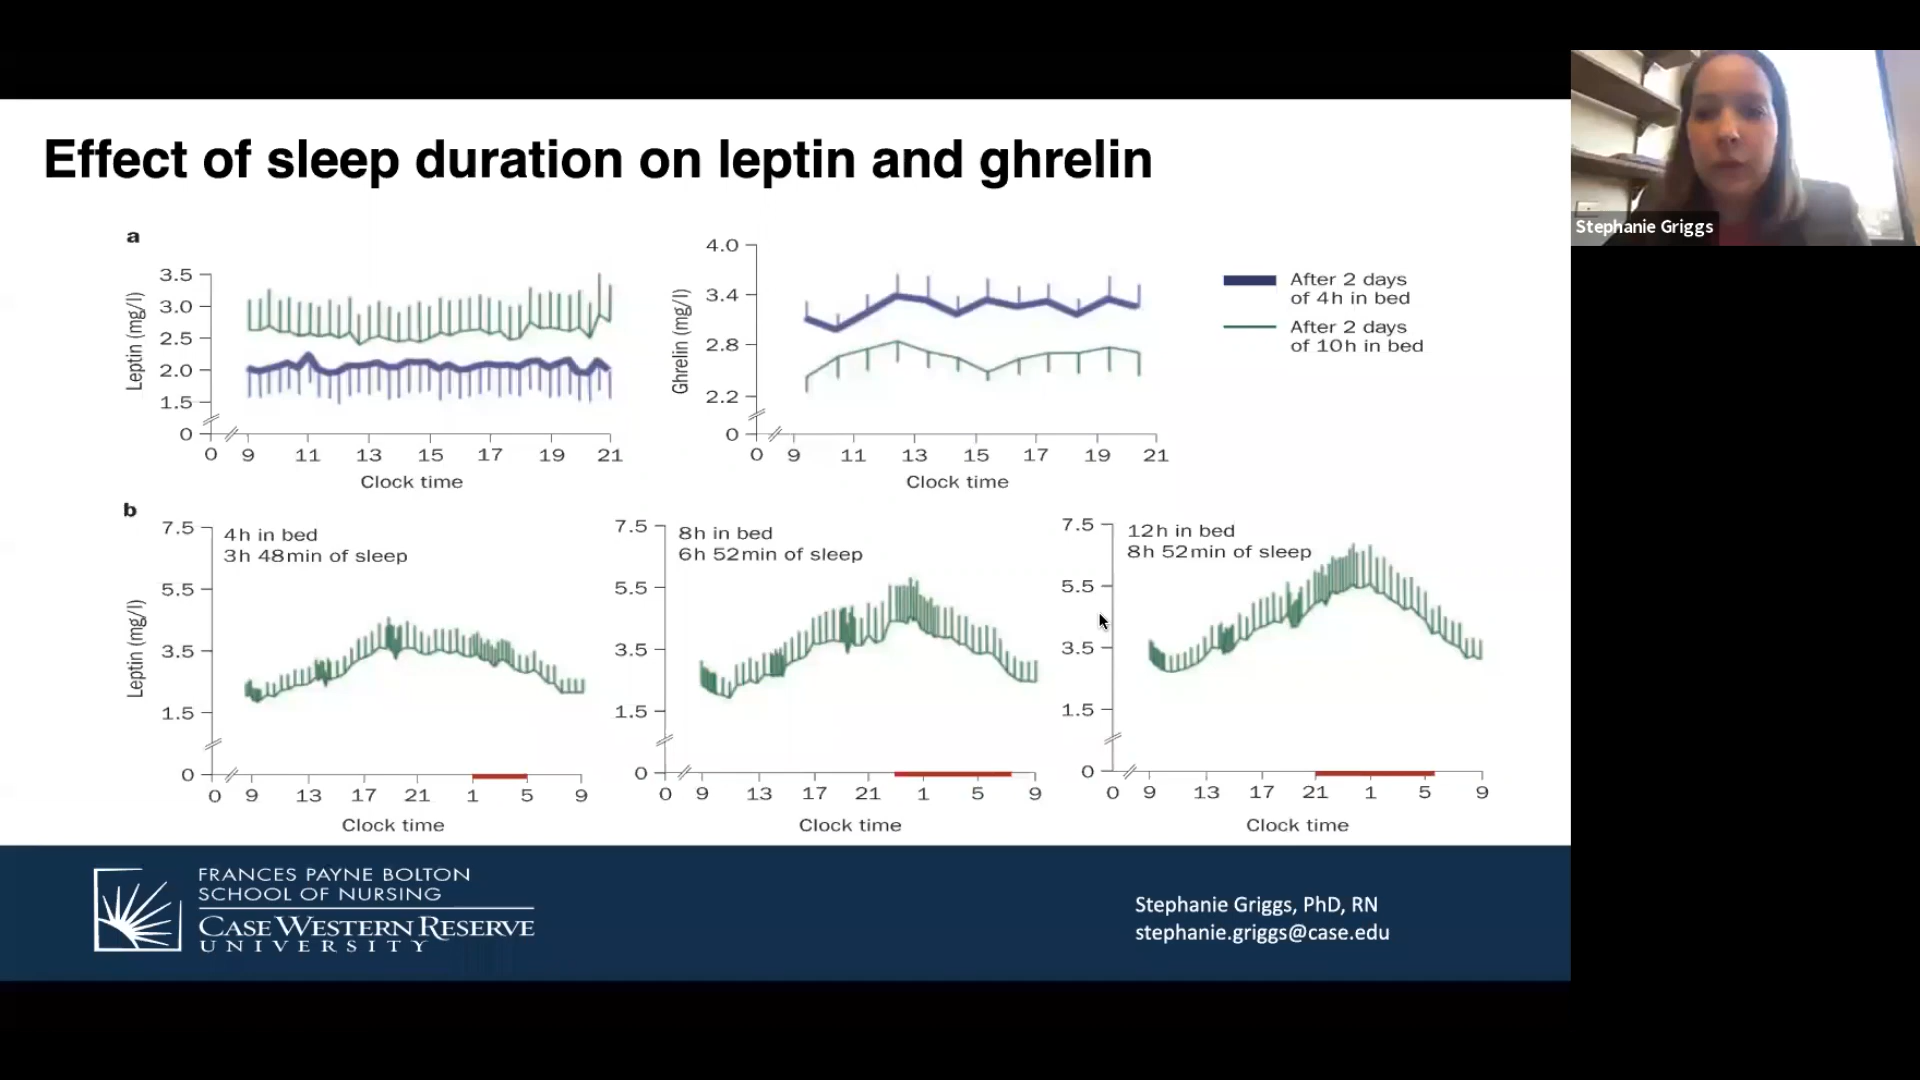 Effect of sleep duration on leptin and ghrelin
Stephanie Griggs
a
Leptin (mg/l)
3.5
3.0
2.5
2.0
1.5
0
0 9 11 13 15 17 19 21
Clock time
Ghrelin (mg/l)
4.0
3.4
2.8
2.2
0
0 9 11 13 15 17 19 21
Clock time
After 2 days
of 4h in bed
After 2 days
of 10h in bed
b
Leptin (mg/l)
7.5
5.5
3.5
1.5
0
4h in bed
3h 48min of sleep
0 9 13 17 21 1 5 9
Clock time
7.5
5.5
3.5
1.5
0
8h in bed
6h 52min of sleep
0 9 13 17 21 1 5 9
Clock time
7.5
5.5
3.5
1.5
0
12h in bed
8h 52min of sleep
0 9 13 17 21 1 5 9
Clock time
FRANCES PAYNE BOLTON
SCHOOL OF NURSING
CASE WESTERN RESERVE
UNIVERSITY
Stephanie Griggs, PhD, RN
stephanie.griggs@case.edu